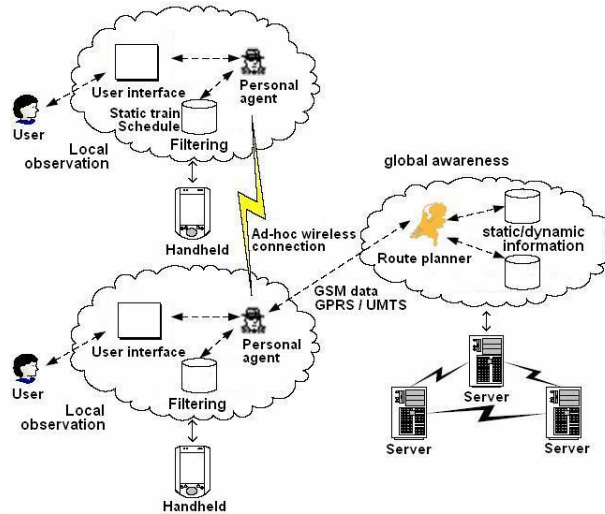 User interface
Personal
agent
Static train
Schedule
User
Local
observation
Filtering
Handheld
Ad-hoc wireless
connection
global awareness
static/dynamic
information
Route planner
GSM data
GPRS / UMTS
User interface
Personal
agent
User
Local
observation
Filtering
Handheld
Server
Server
Server